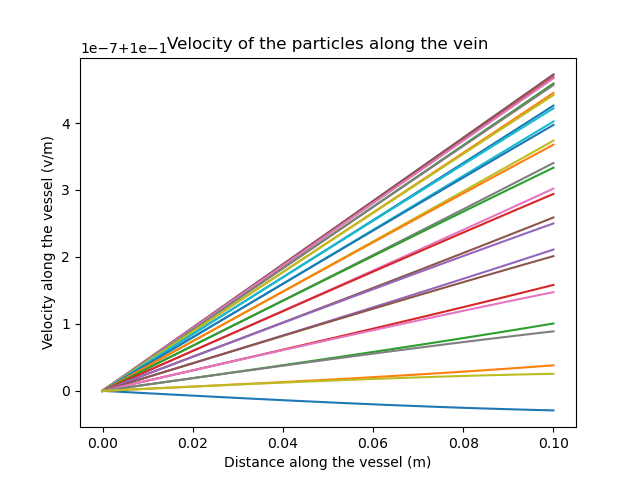 Velocity of the particles along the vein
1e−7+1e−1
4
3
2
1
0
Velocity along the vessel (v/m)
0.00 0.02 0.04 0.06 0.08 0.10
Distance along the vessel (m)